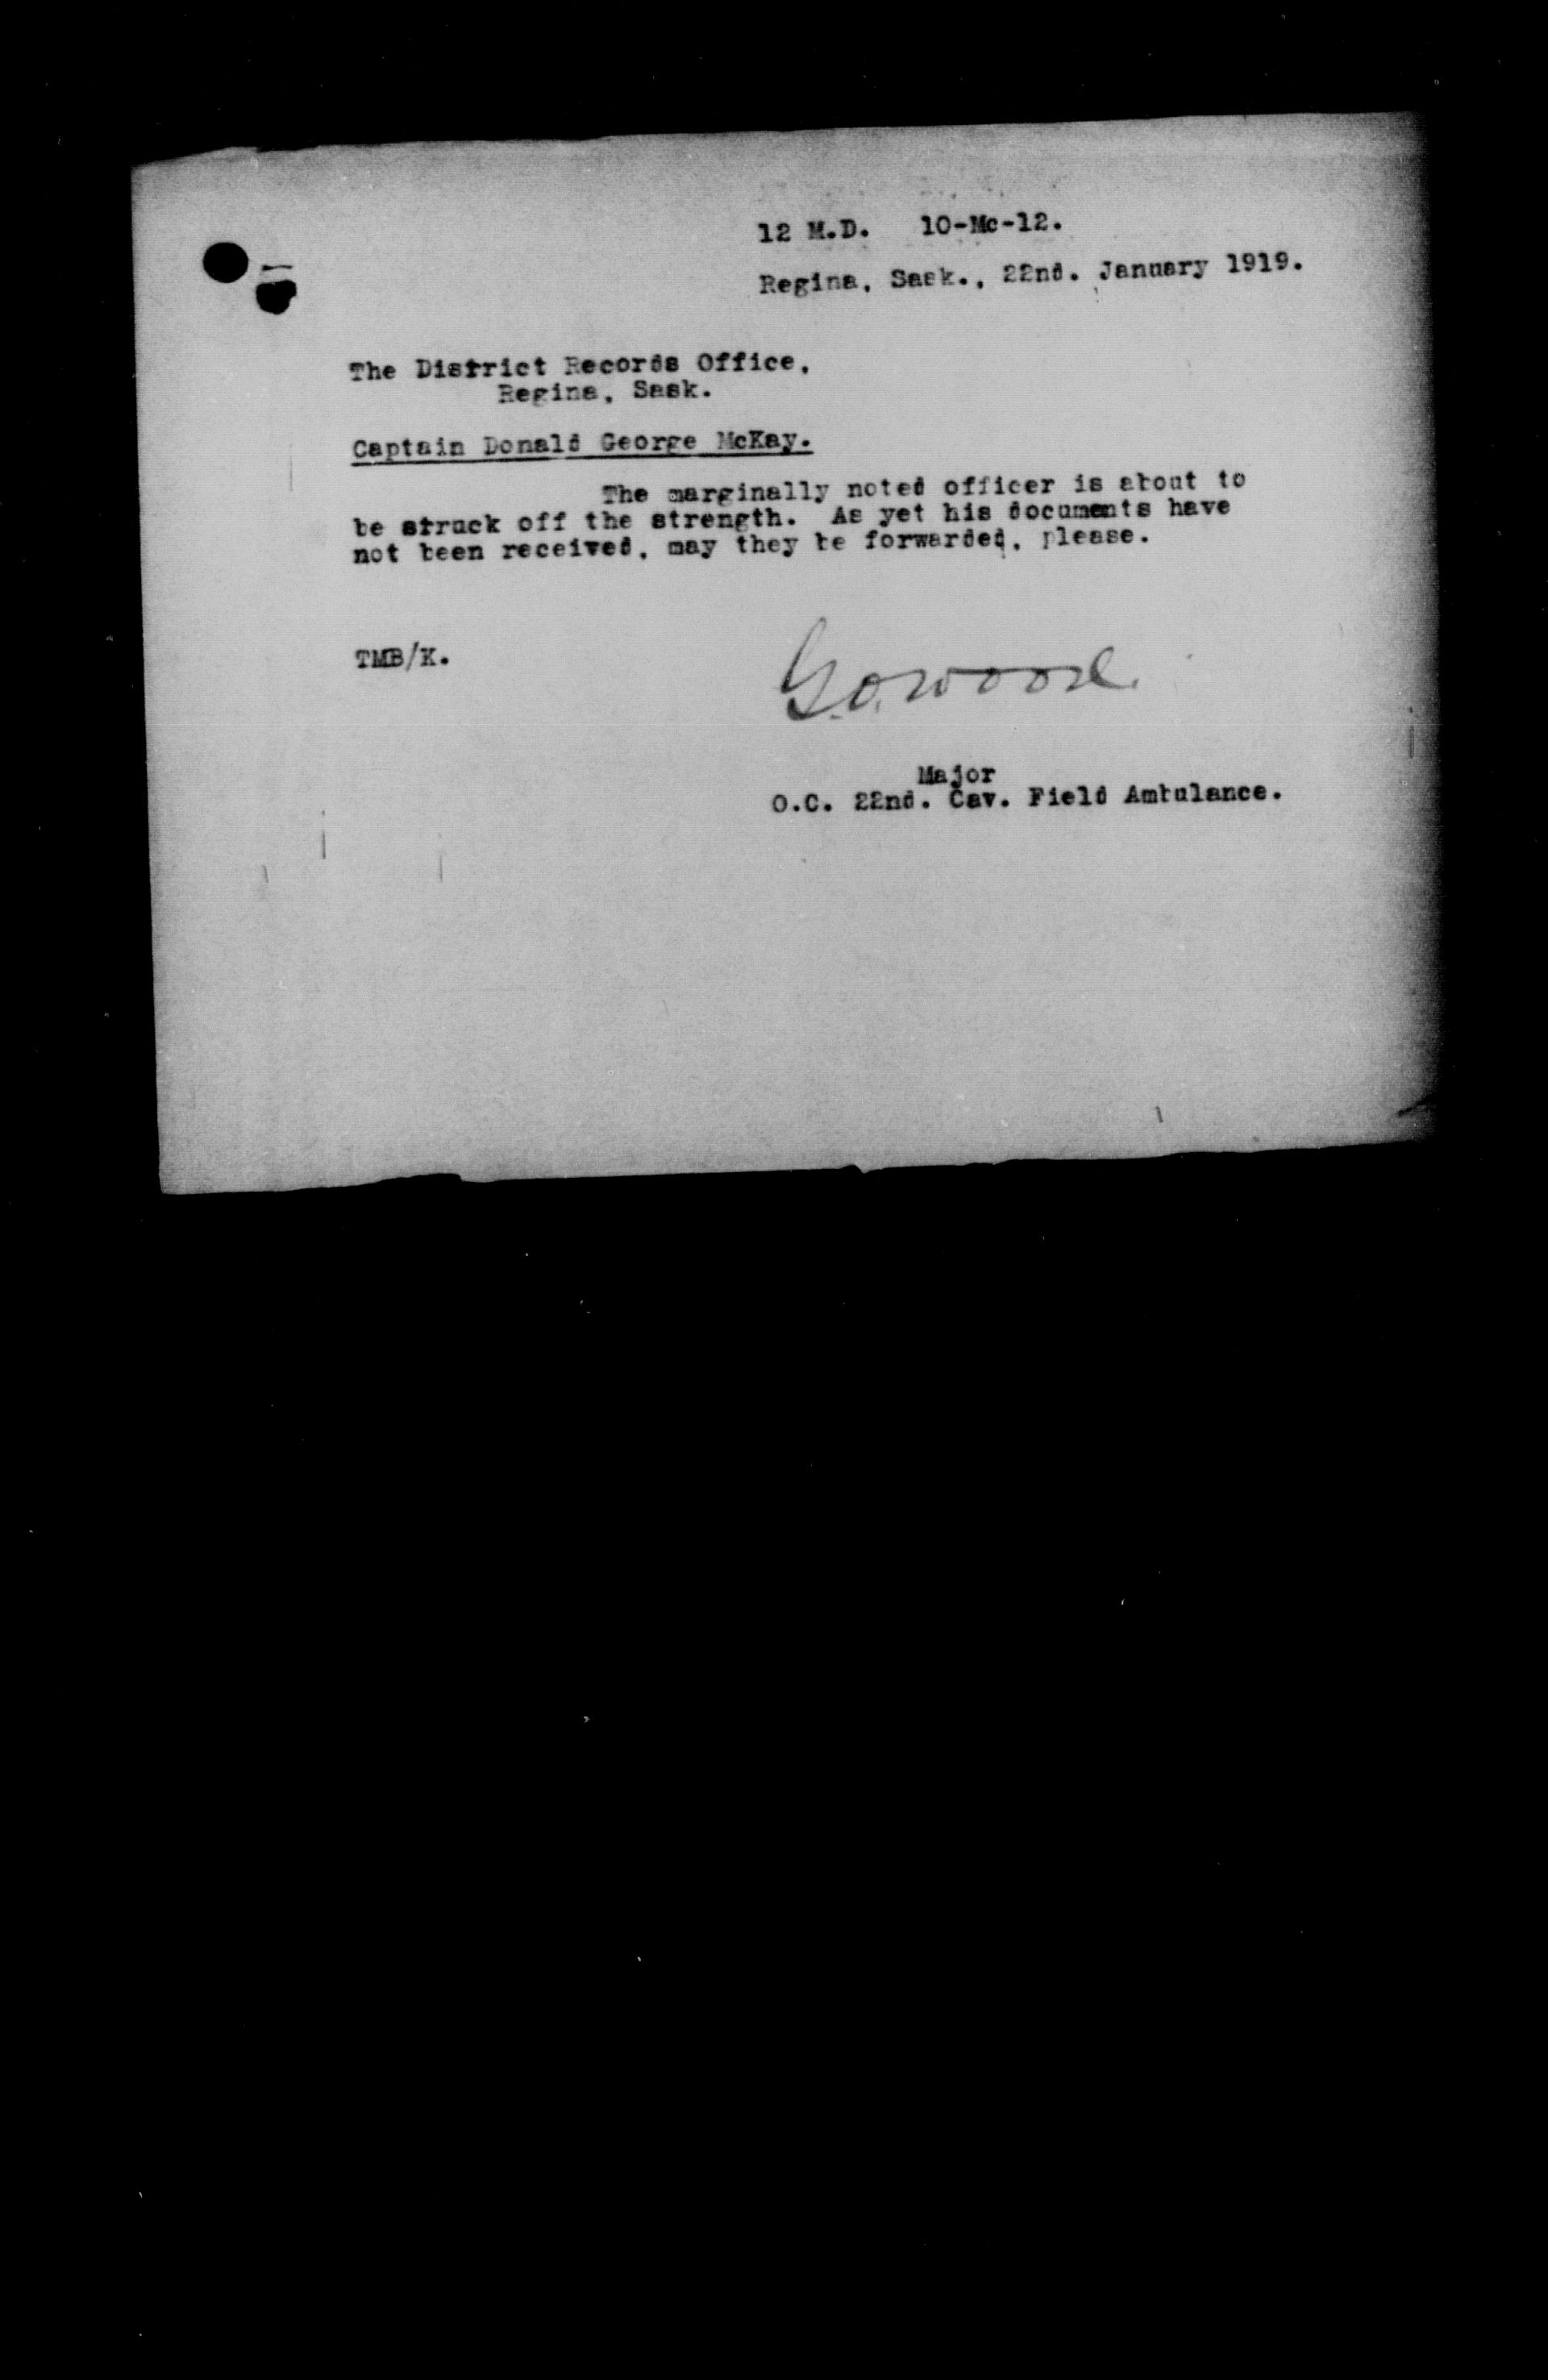 12 M.D. 10-Mc-12.
Regina, Sask., 22nd. January 1919.
The District Records Office,
Regina, Sask.
Captain Donald George McKay.
The marginally noted officer is about to
be struck off the strength. As yet his documents have
not been received, may they be forwarded, please.
TMB/K.
G.O. Wood.
Major
O.C. 22nd. Cav. Field Ambulance.